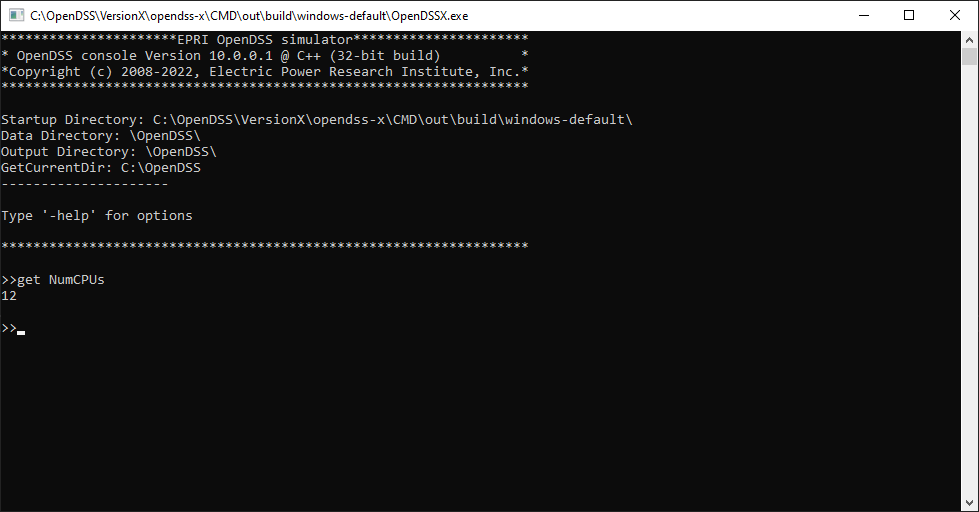 C:\OpenDSS\VersionX\opendss-x\CMD\out\build\windows-default\OpenDSSX.exe
**********************EPRI OpenDSS simulator**********************
* OpenDSS console Version 10.0.0.1 @ C++ (32-bit build)          *
*Copyright (c) 2008-2022, Electric Power Research Institute, Inc.*
******************************************************************
Startup Directory: C:\OpenDSS\VersionX\opendss-x\CMD\out\build\windows-default\
Data Directory: \OpenDSS\
Output Directory: \OpenDSS\
GetCurrentDir: C:\OpenDSS
---------------------
Type '-help' for options
******************************************************************
>>get NumCPUs
12
>>